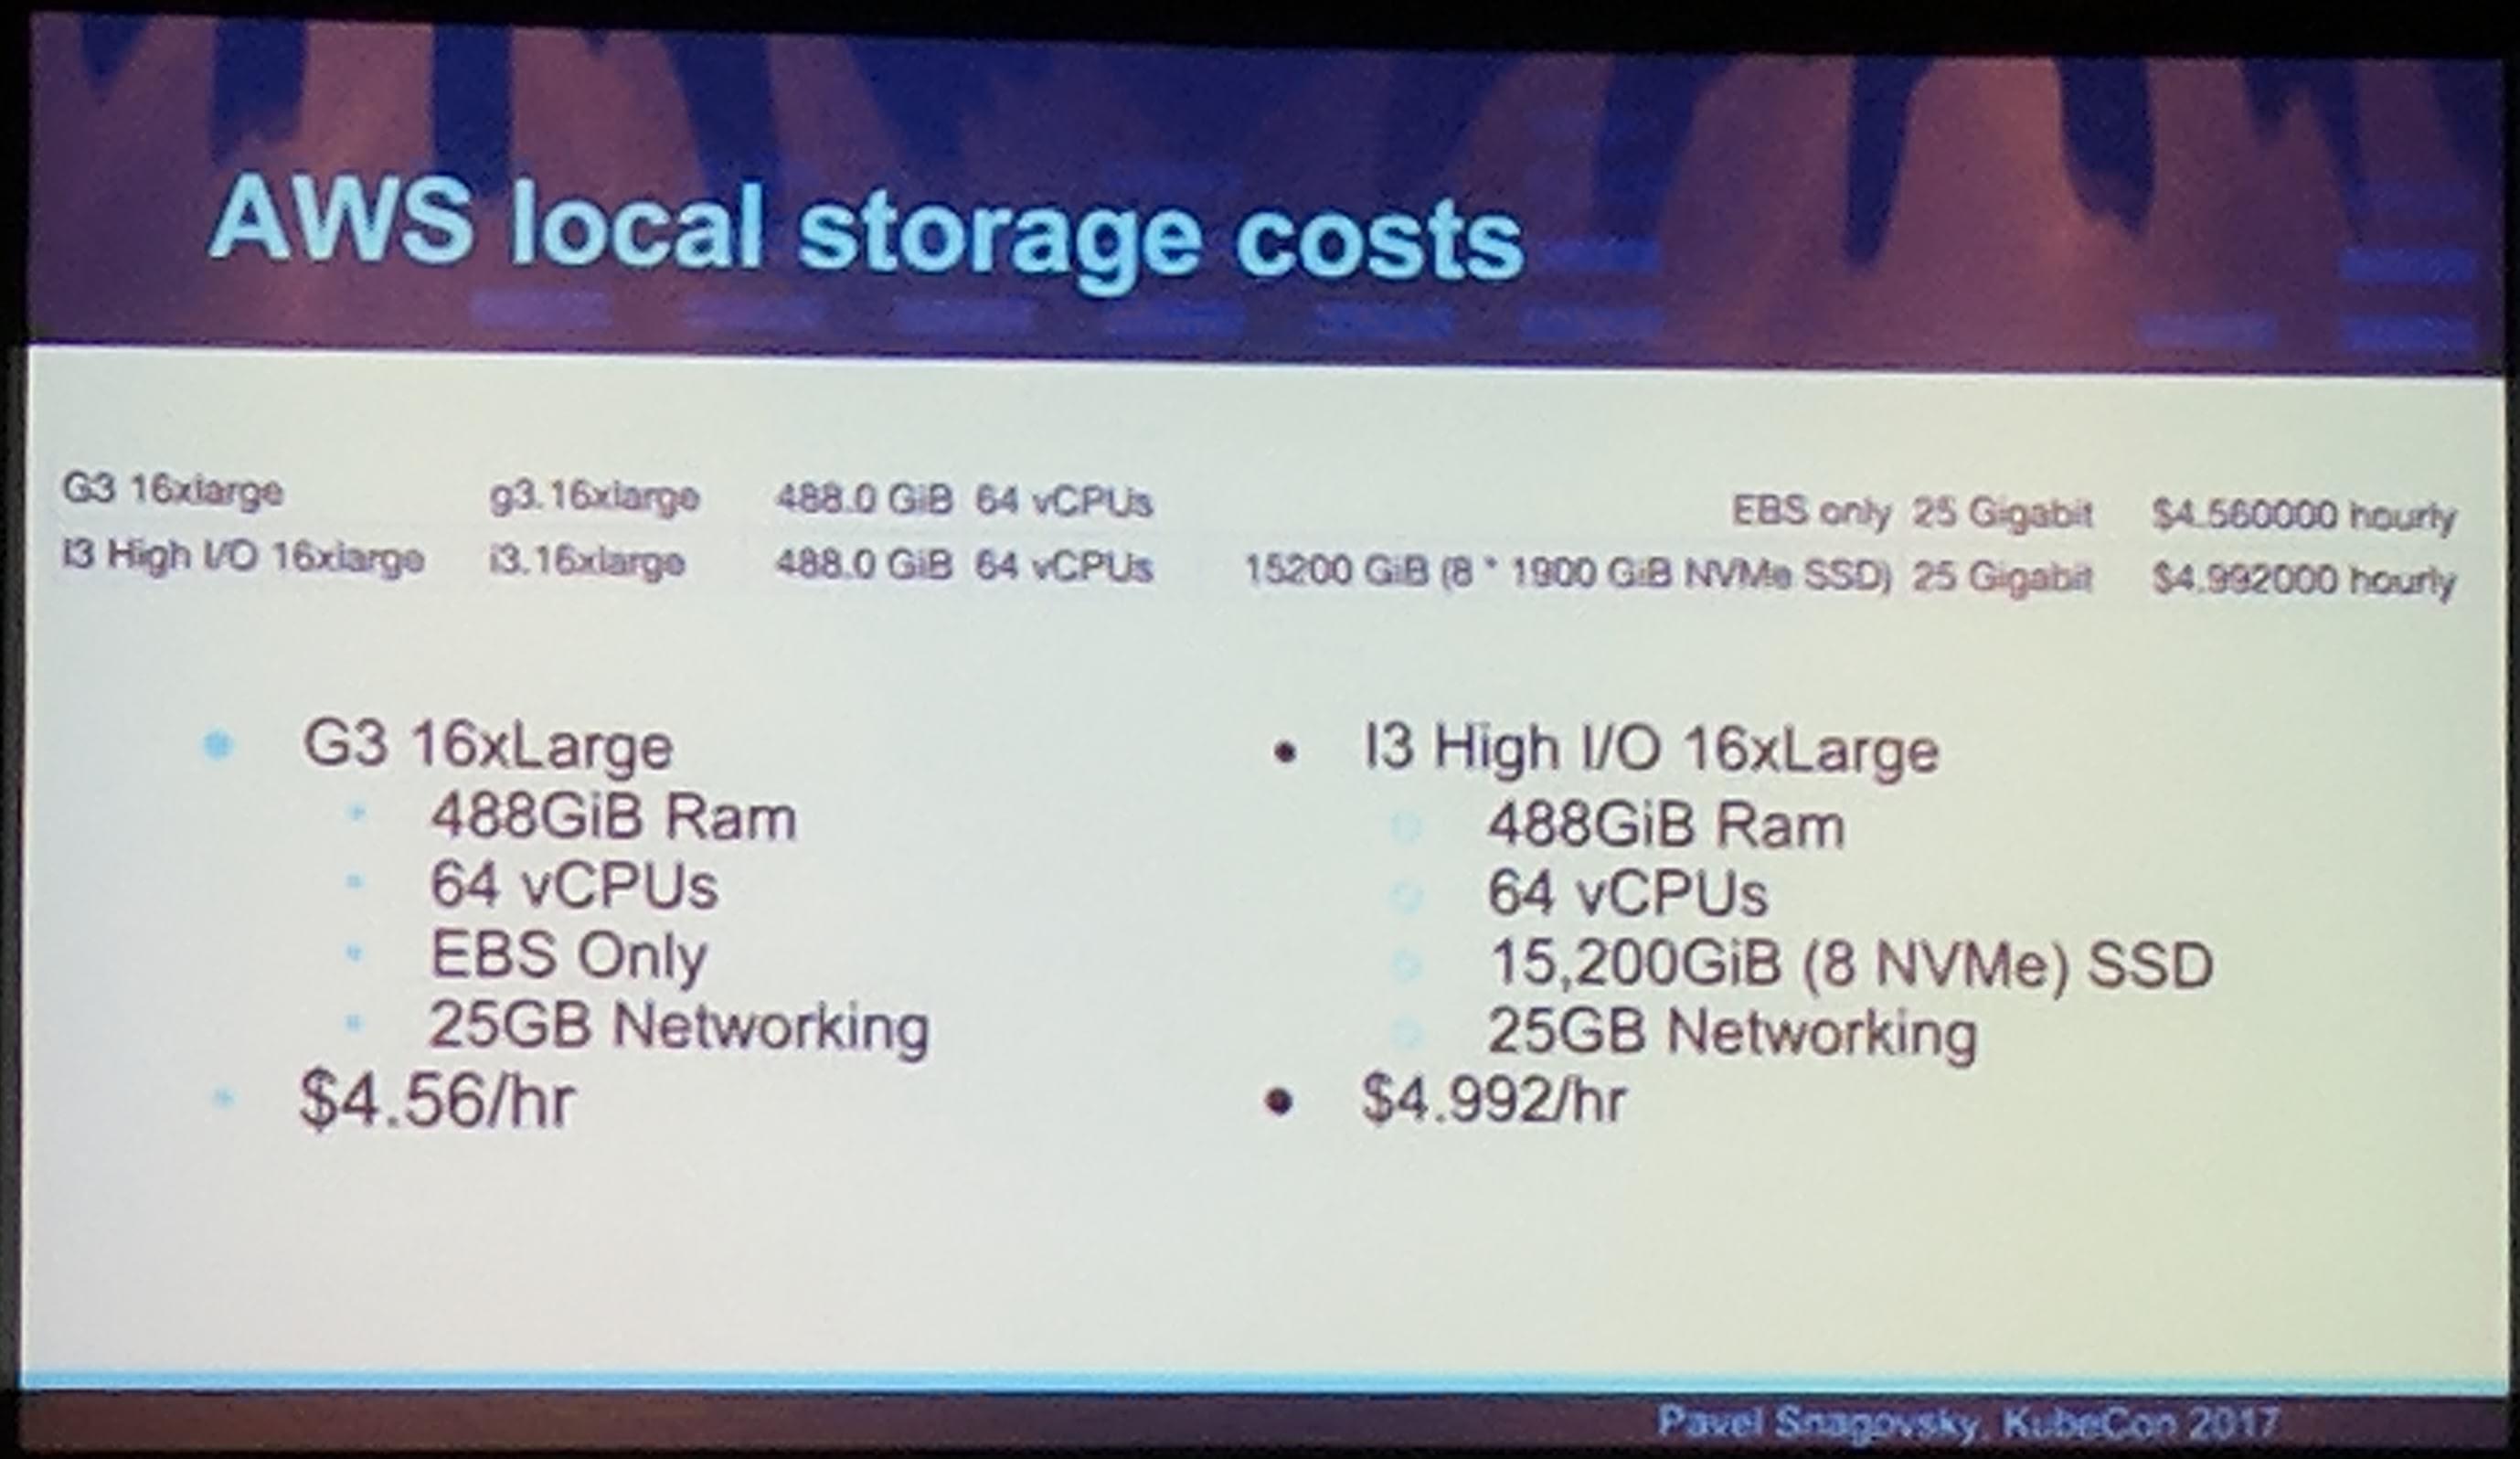 AWS local storage costs
G3 16xlarge g3.16xlarge 488.0 GiB 64 vCPUs EBS only 25 Gigabit $4.560000 hourly
I3 High I/O 16xlarge i3.16xlarge 488.0 GiB 64 vCPUs 15200 GiB (8 * 1900 GiB NVMe SSD) 25 Gigabit $4.992000 hourly
• G3 16xLarge
• 488GiB Ram
• 64 vCPUs
• EBS Only
• 25GB Networking
• $4.56/hr
• I3 High I/O 16xLarge
○ 488GiB Ram
○ 64 vCPUs
○ 15,200GiB (8 NVMe) SSD
○ 25GB Networking
• $4.992/hr
Pavel Snagovsky, KubeCon 2017